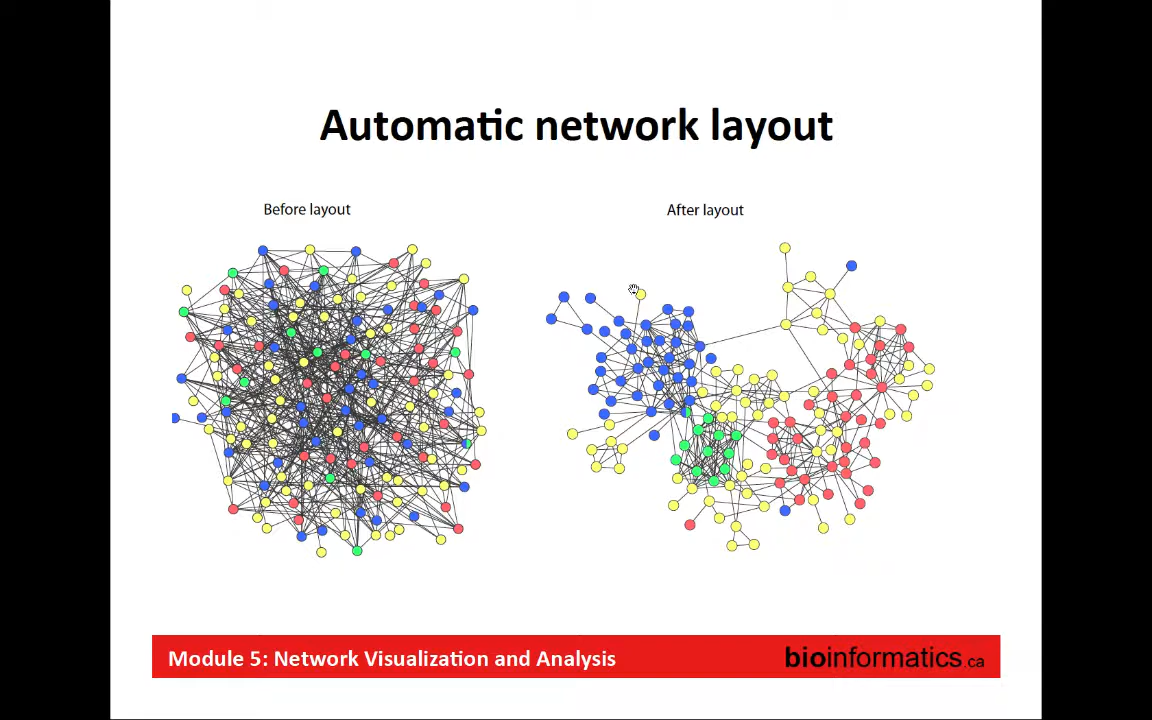 Automatic network layout
Before layout
After layout
Module 5: Network Visualization and Analysis
bioinformatics.ca